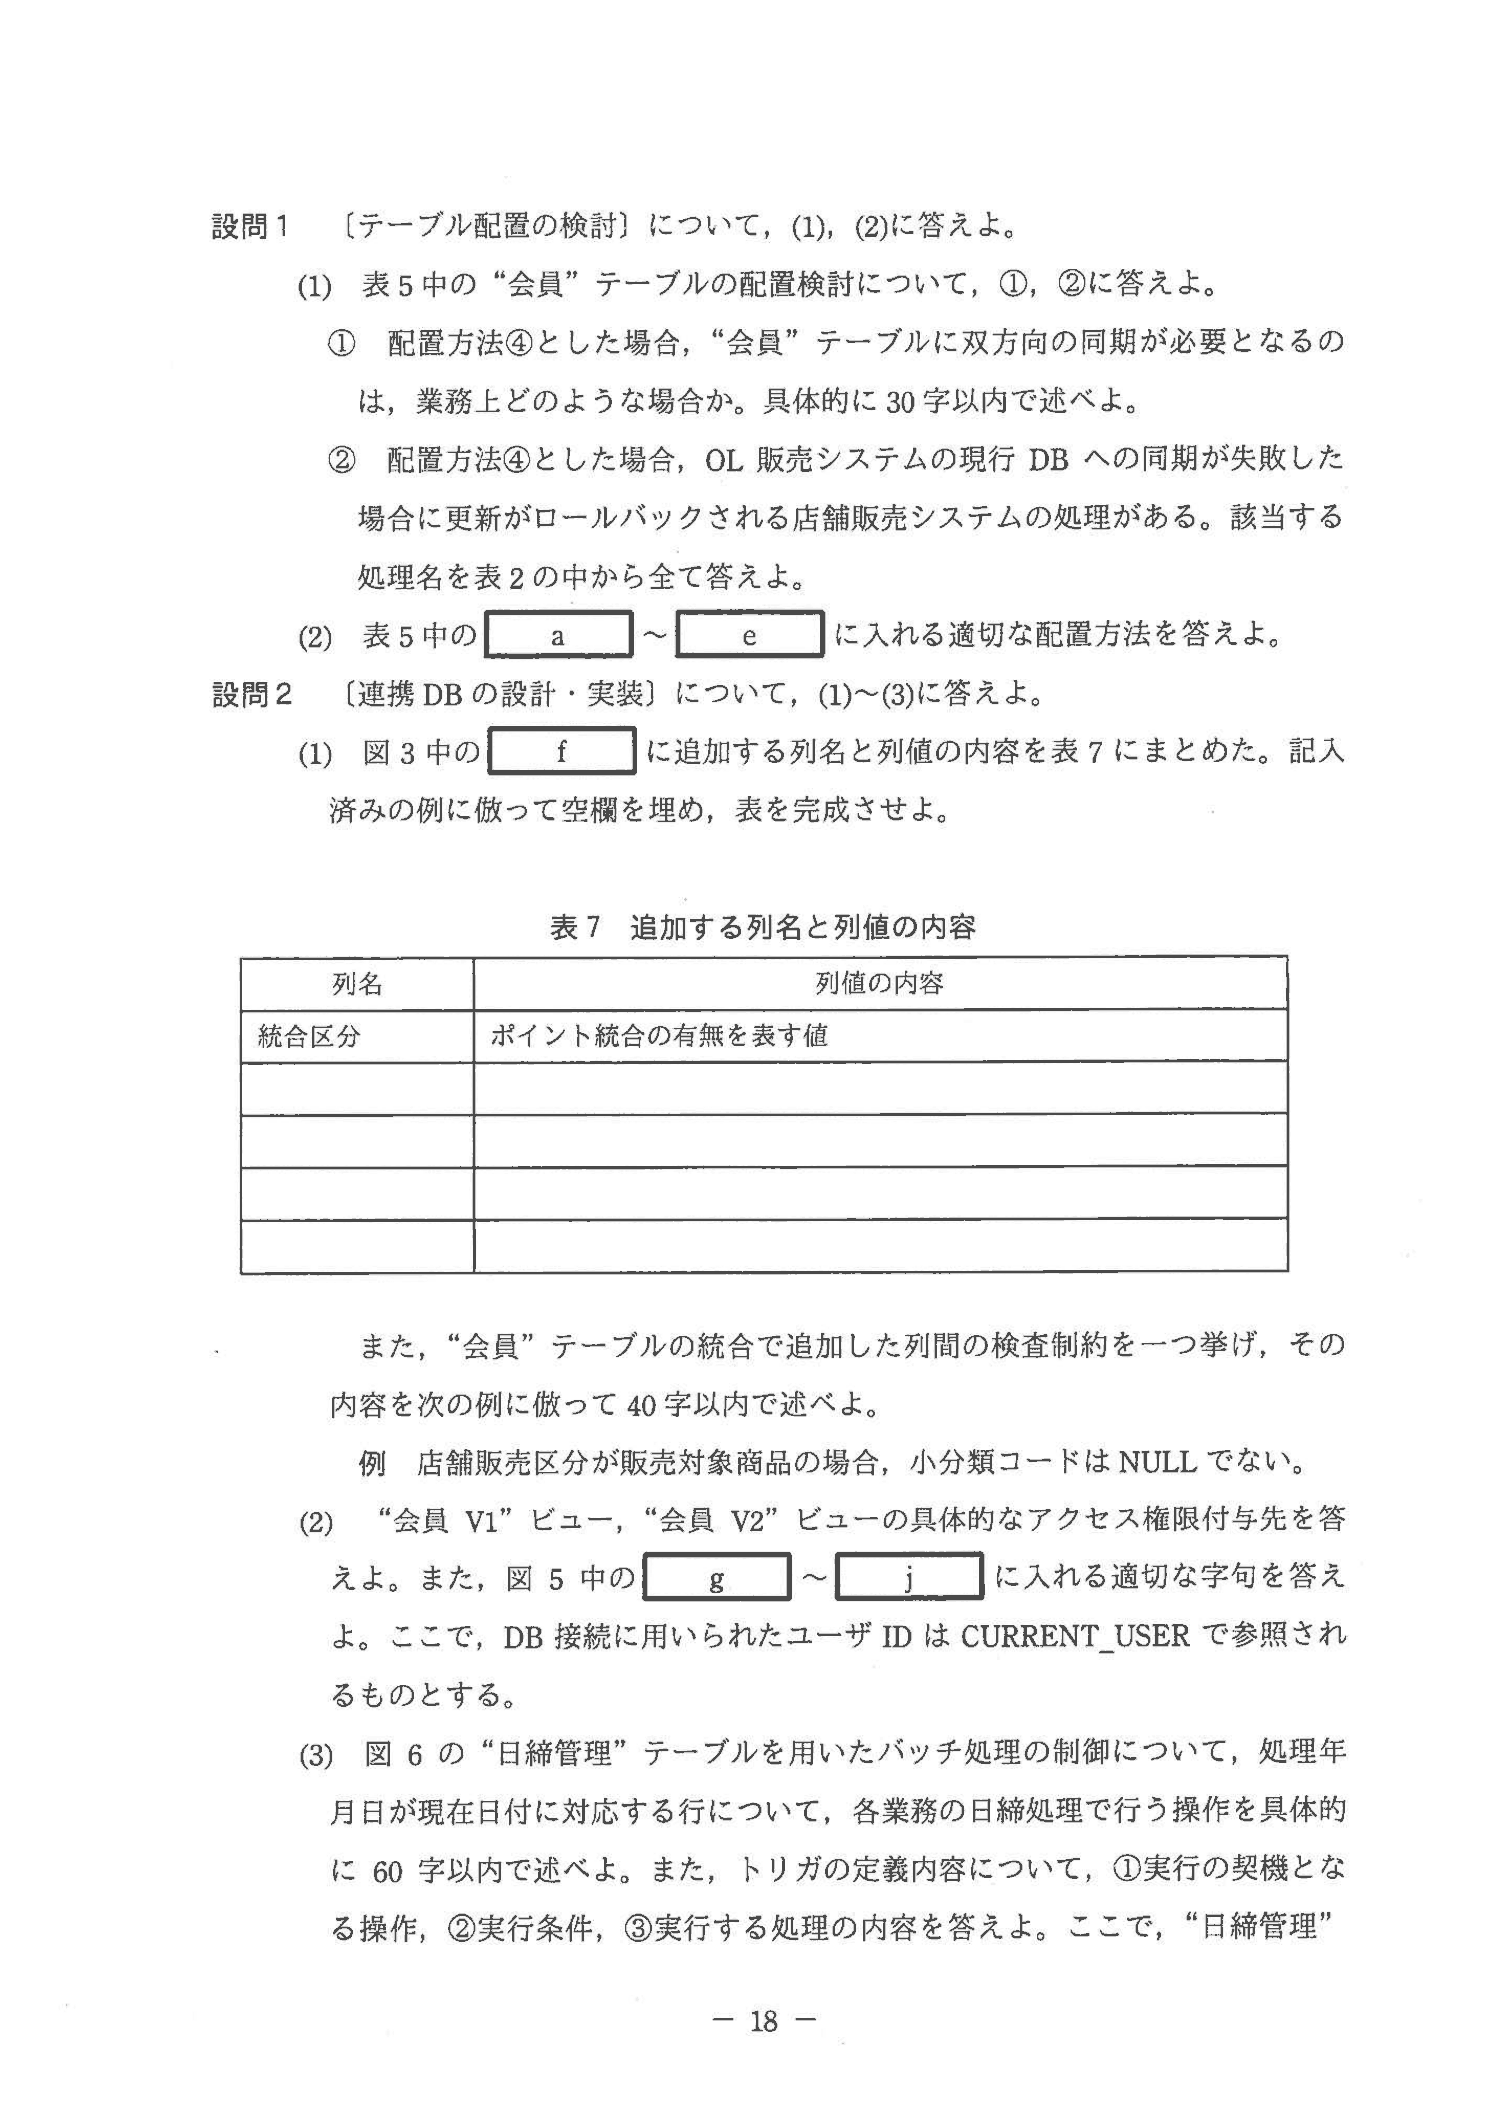 設問1　〔テーブル配置の検討〕について，(1)，(2)に答えよ。
(1)　表5中の“会員”テーブルの配置検討について，①，②に答えよ。
①　配置方法④とした場合，“会員”テーブルに双方向の同期が必要となるの
は，業務上どのような場合か。具体的に30字以内で述べよ。
②　配置方法④とした場合，OL販売システムの現行DBへの同期が失敗した
場合に更新がロールバックされる店舗販売システムの処理がある。該当する
処理名を表2の中から全て答えよ。
(2)　表5中の a ～ e に入れる適切な配置方法を答えよ。
設問2　〔連携DBの設計・実装〕について，(1)～(3)に答えよ。
(1)　図3中の f に追加する列名と列値の内容を表7にまとめた。記入
済みの例に倣って空欄を埋め，表を完成させよ。
表7　追加する列名と列値の内容
列名　列値の内容
統合区分　ポイント統合の有無を表す値
また，“会員”テーブルの統合で追加した列間の検査制約を一つ挙げ，その
内容を次の例に倣って40字以内で述べよ。
例　店舗販売区分が販売対象商品の場合，小分類コードはNULLでない。
(2)　“会員 V1”ビュー，“会員 V2”ビューの具体的なアクセス権限付与先を答
えよ。また，図5中の g ～ j に入れる適切な字句を答え
よ。ここで，DB接続に用いられたユーザIDはCURRENT_USERで参照され
るものとする。
(3)　図6の“日締管理”テーブルを用いたバッチ処理の制御について，処理年
月日が現在日付に対応する行について，各業務の日締処理で行う操作を具体的
に60字以内で述べよ。また，トリガの定義内容について，①実行の契機とな
る操作，②実行条件，③実行する処理の内容を答えよ。ここで，“日締管理”
－ 18 －